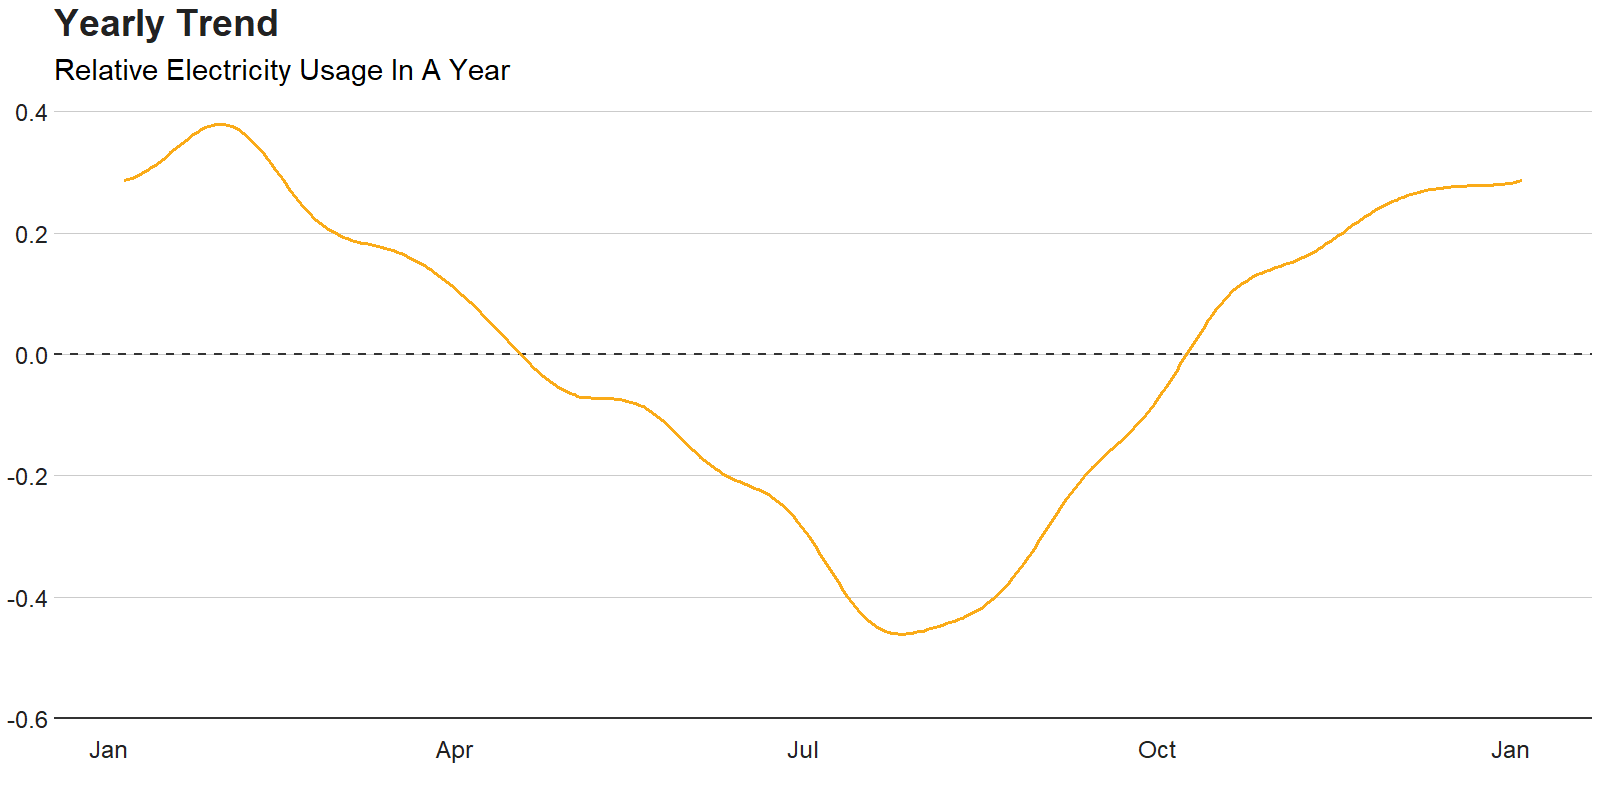 Yearly Trend
Relative Electricity Usage In A Year
0.4
0.2
0.0
-0.2
-0.4
-0.6
Jan Apr Jul Oct Jan